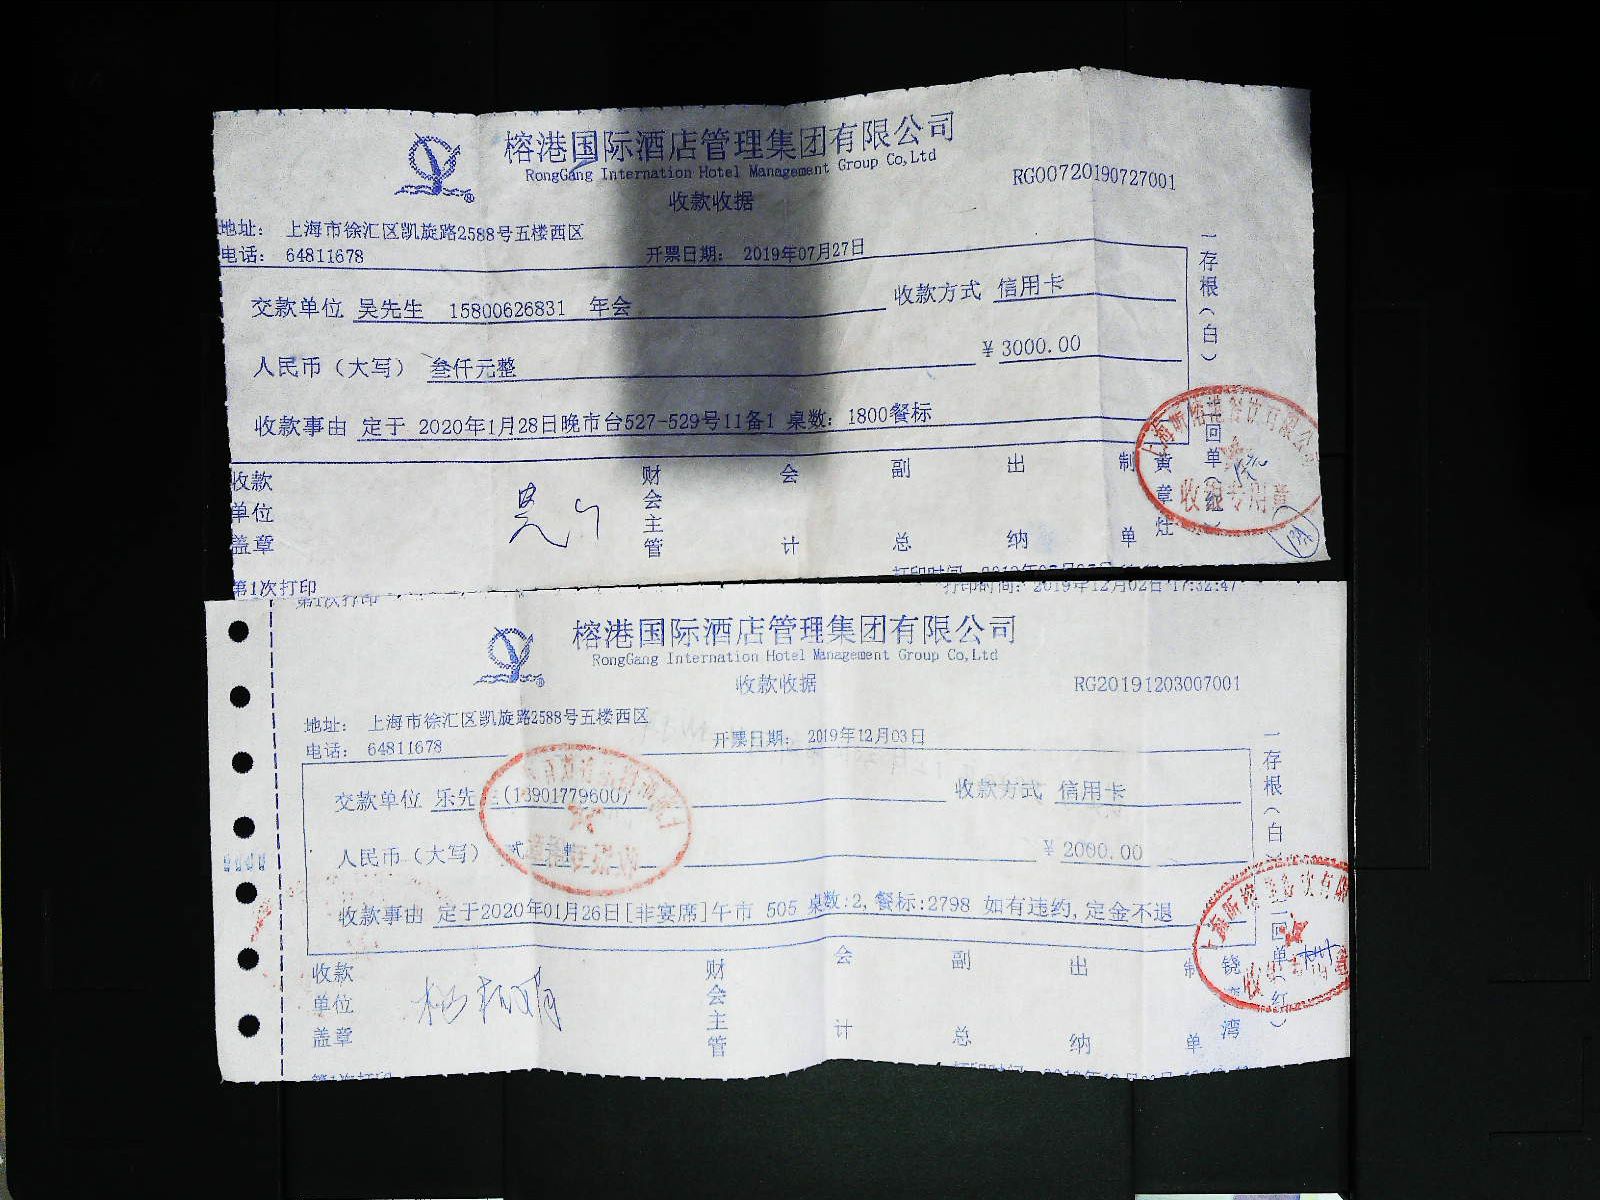 榕港国际酒店管理集团有限公司
RongGang Internation Hotel Management Group Co,Ltd
收款收据
RG00720190727001
地址： 上海市徐汇区凯旋路2588号五楼西区
电话： 64811678
开票日期： 2019年07月27日
交款单位 吴先生 15800626831 年会
收款方式 信用卡
人民币（大写） 叁仟元整
¥ 3000.00
收款事由 定于 2020年1月28日晚市台527-529号11备1 桌数：1800餐标
一存根（白）
二回单（红）
收款单位盖章
财会主管
会计
副总
出纳
制单
黄章灶
收 专用章
第1次打印
打印时间：2019年12月02日 17:32:47
榕港国际酒店管理集团有限公司
RongGang Internation Hotel Management Group Co,Ltd
收款收据
RG20191203007001
地址： 上海市徐汇区凯旋路2588号五楼西区
电话： 64811678
开票日期： 2019年12月03日
交款单位 乐先生(13901779600)
收款方式 信用卡
人民币（大写）
¥ 2000.00
收款事由 定于2020年01月26日[非宴席]午市 505 桌数:2,餐标:2798 如有违约,定金不退
一存根（白）
二回单（红）
收款单位盖章
财会主管
会计
副总
出纳
制单